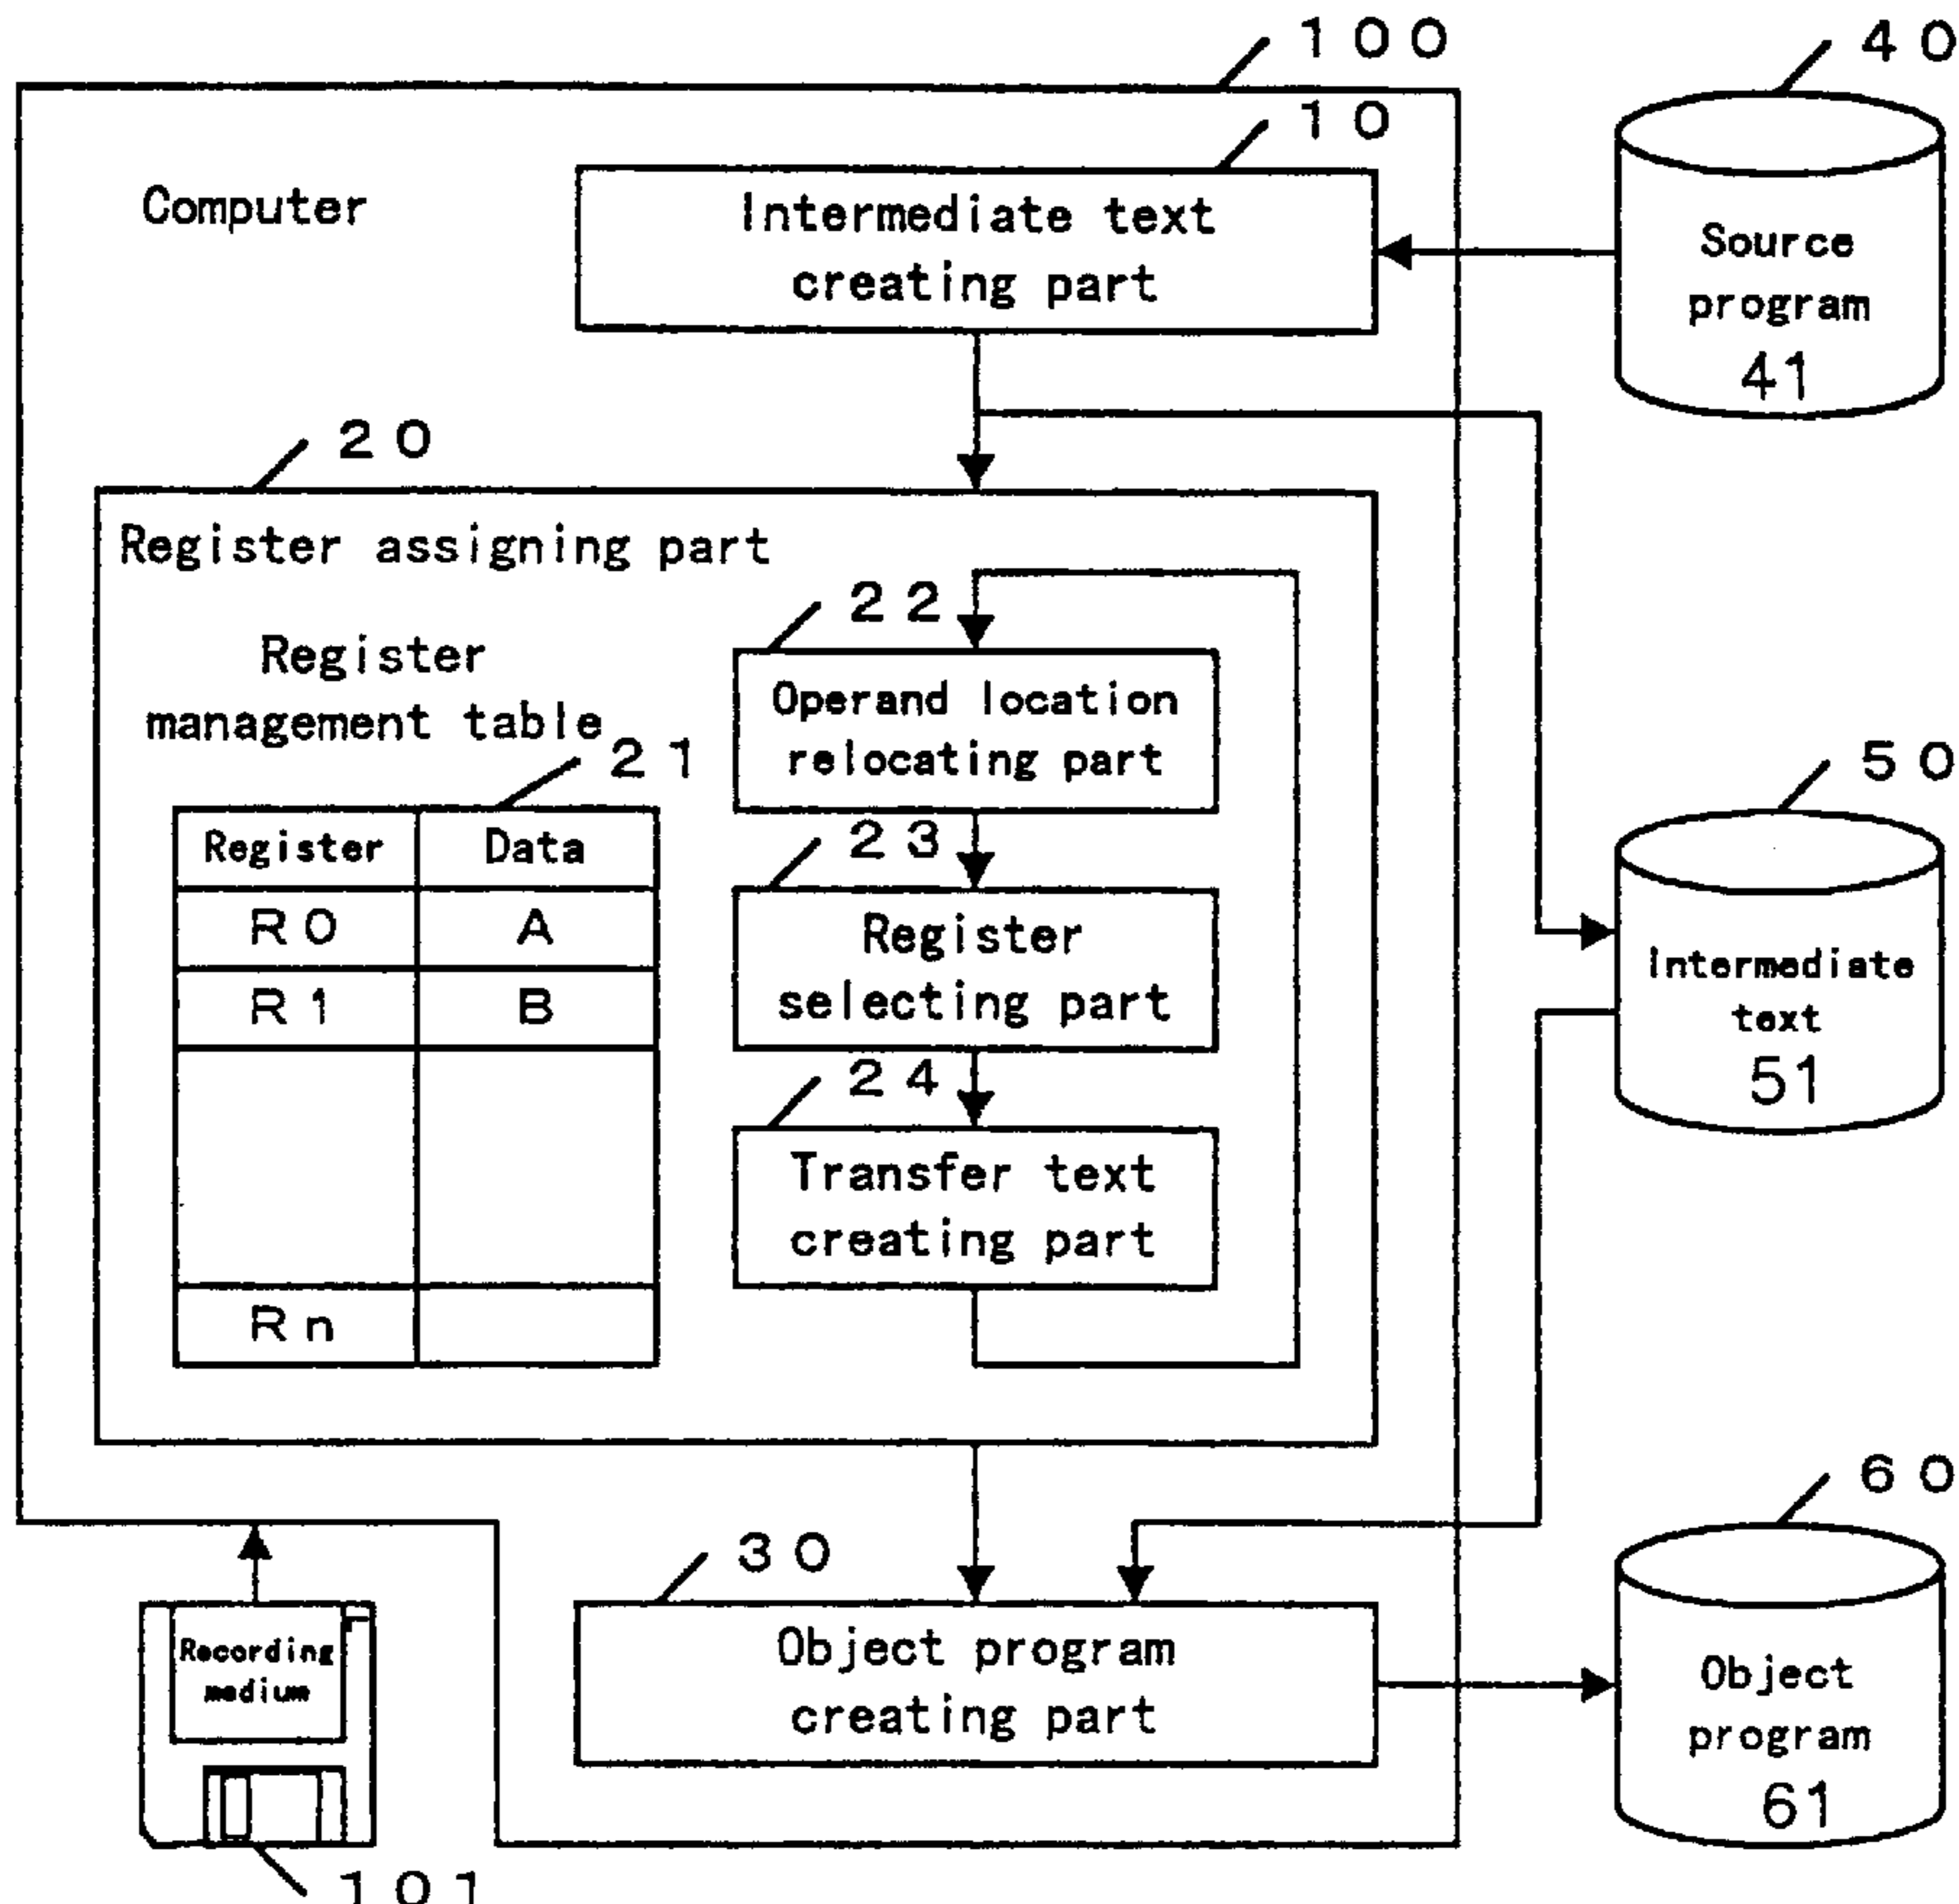 100
40
10
Computer
Intermediate text
creating part
Source
program
41
20
Register assigning part
22
Register
management table
Operand location
relocating part
21
50
Register
Data
23
R0
A
Register
selecting part
R1
B
Intermediate
text
51
24
Transfer text
creating part
Rn
60
30
Recording
medium
Object program
creating part
Object
program
61
101